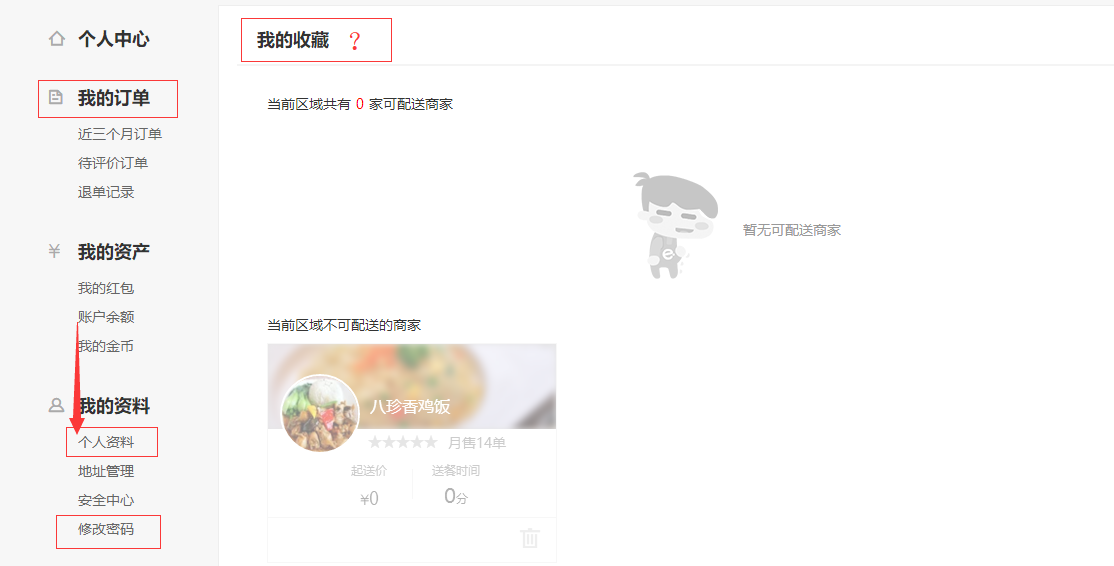 个人中心
我的订单
近三个月订单
待评价订单
退单记录
¥ 我的资产
我的红包
账户余额
我的金币
我的资料
个人资料
地址管理
安全中心
修改密码
我的收藏 ？
当前区域共有 0 家可配送商家
e
暂无可配送商家
当前区域不可配送的商家
八珍香鸡饭
★★★★★ 月售14单
起送价 送餐时间
¥0 0分